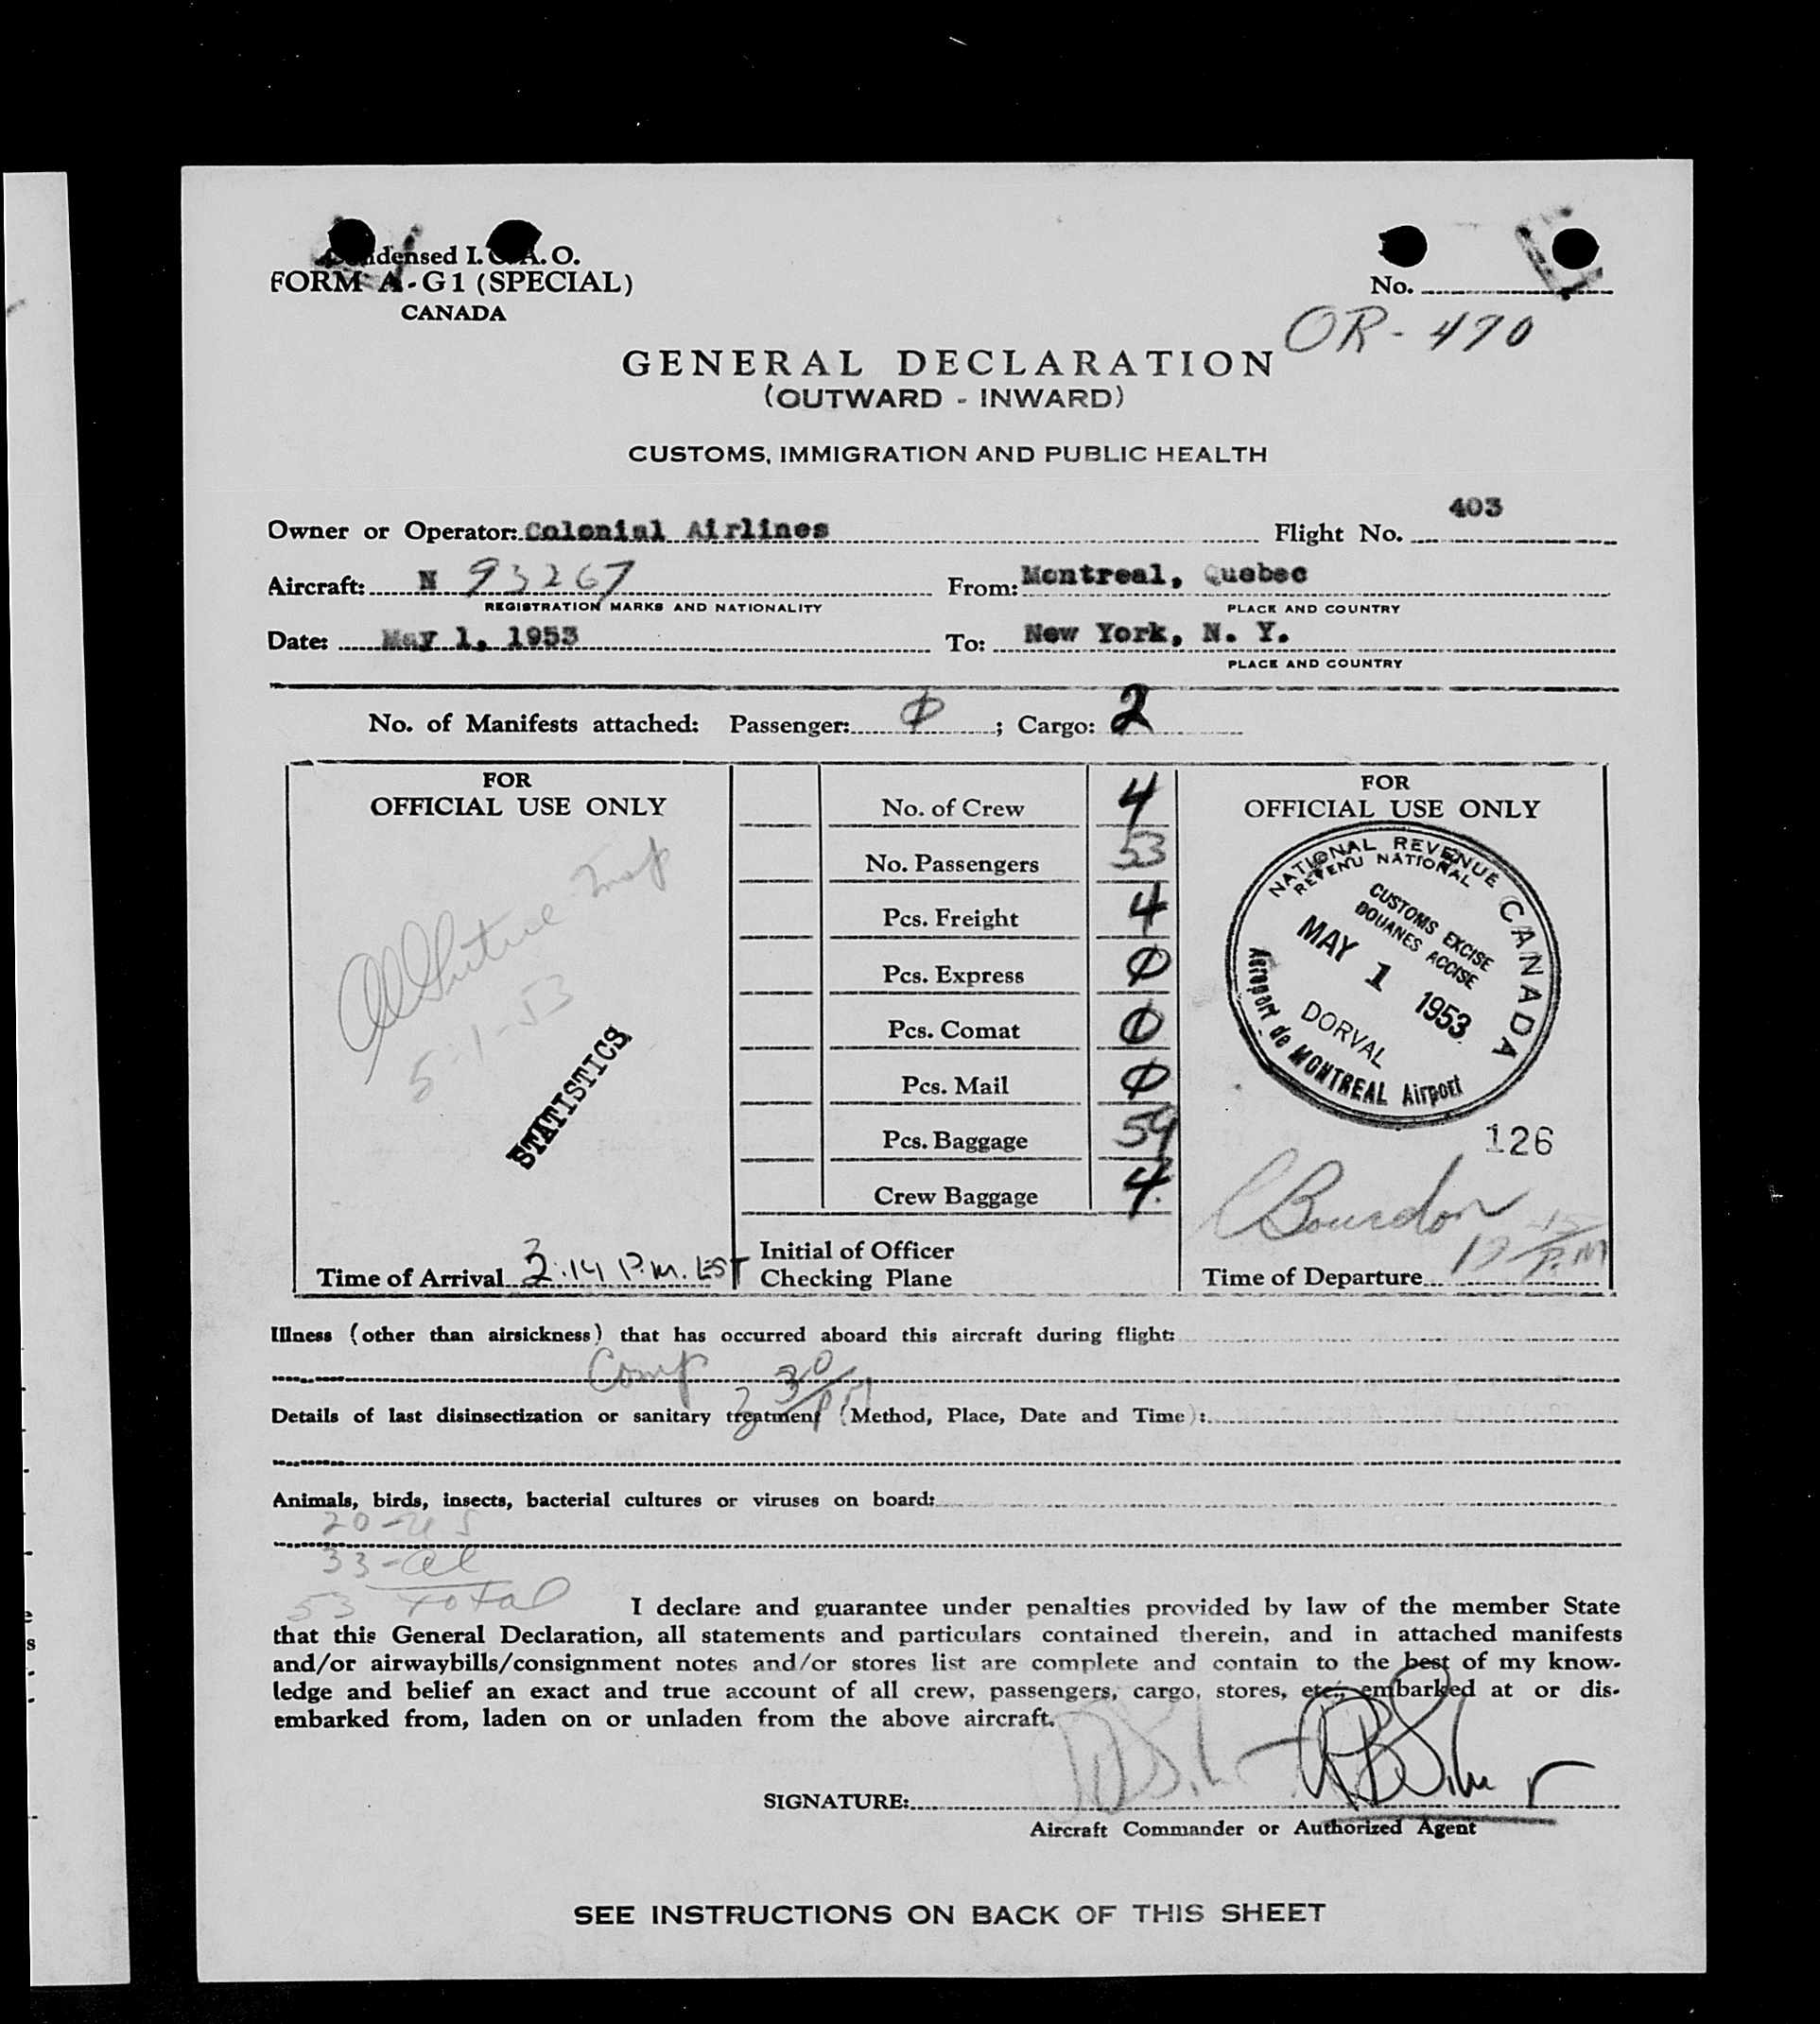 Condensed I. C. A. O.
FORM A-G1 (SPECIAL)
CANADA
No.
OR-470
GENERAL DECLARATION
(OUTWARD - INWARD)
CUSTOMS, IMMIGRATION AND PUBLIC HEALTH
Owner or Operator: Colonial Airlines Flight No. 403
Aircraft: N 93267 From: Montreal, Quebec
REGISTRATION MARKS AND NATIONALITY PLACE AND COUNTRY
Date: May 1, 1953 To: New York, N. Y.
PLACE AND COUNTRY
No. of Manifests attached: Passenger: 0 ; Cargo: 2
FOR
OFFICIAL USE ONLY
5-1-53
STATISTICS
Time of Arrival 2:14 P.M. EST
No. of Crew 4
No. Passengers 53
Pcs. Freight 4
Pcs. Express 0
Pcs. Comat 0
Pcs. Mail 0
Pcs. Baggage 54
Crew Baggage 4
Initial of Officer
Checking Plane
FOR
OFFICIAL USE ONLY
NATIONAL REVENUE CANADA
REVENU NATIONAL
CUSTOMS EXCISE
DOUANES ACCISE
MAY 1 1953
DORVAL
Aeroport de MONTREAL Airport
126
C Bourdon
Time of Departure 12 15 P.M
Illness (other than airsickness) that has occurred aboard this aircraft during flight:
Comp 2 30 PM
Details of last disinsectization or sanitary treatment (Method, Place, Date and Time):
Animals, birds, insects, bacterial cultures or viruses on board:
20-US
33-al
53 Total
I declare and guarantee under penalties provided by law of the member State
that this General Declaration, all statements and particulars contained therein, and in attached manifests
and/or airwaybills/consignment notes and/or stores list are complete and contain to the best of my know-
ledge and belief an exact and true account of all crew, passengers, cargo, stores, etc., embarked at or dis-
embarked from, laden on or unladen from the above aircraft.
SIGNATURE:
Aircraft Commander or Authorized Agent
SEE INSTRUCTIONS ON BACK OF THIS SHEET